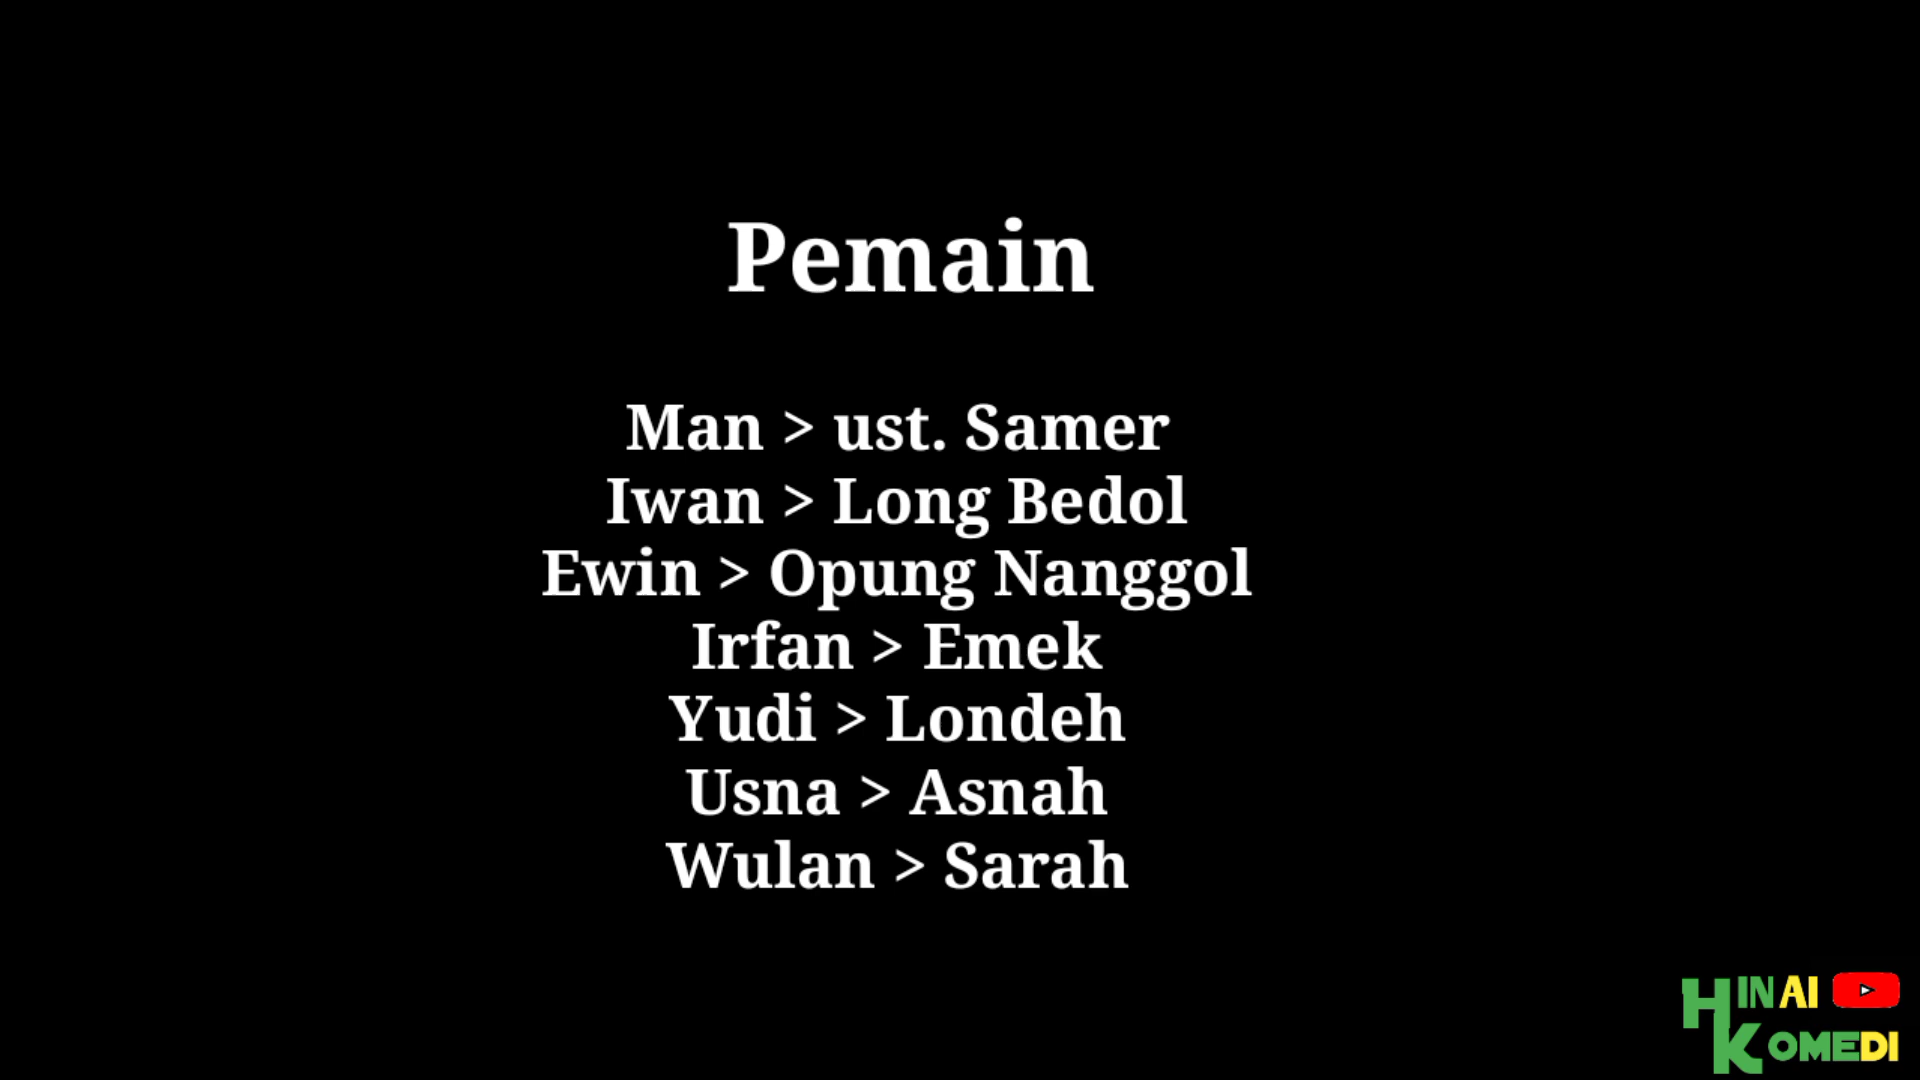 Pemain
Man > ust. Samer
Iwan > Long Bedol
Ewin > Opung Nanggol
Irfan > Emek
Yudi > Londeh
Usna > Asnah
Wulan > Sarah
HINAI
KOMEDI